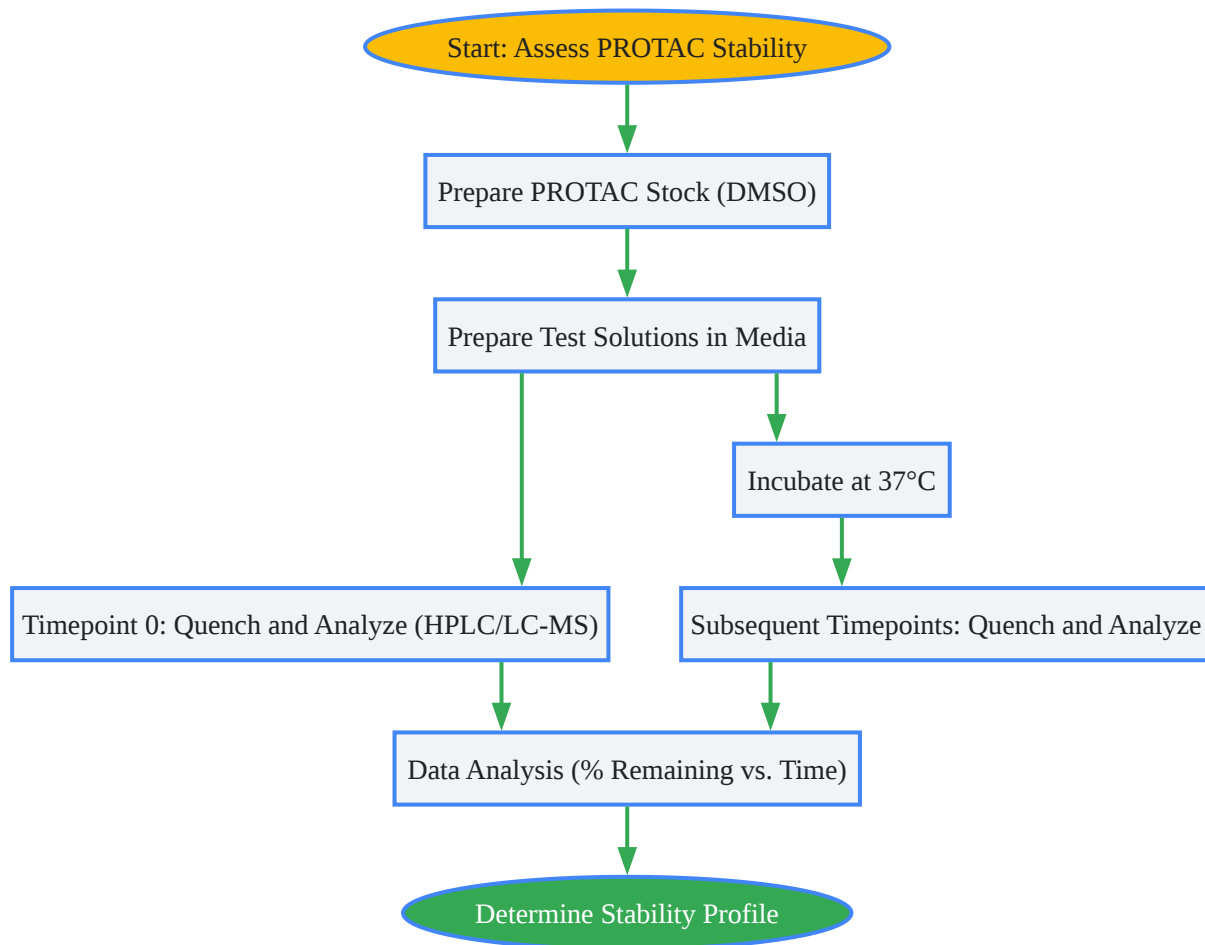 Start: Assess PROTAC Stability
Prepare PROTAC Stock (DMSO)
Prepare Test Solutions in Media
Incubate at 37°C
Timepoint 0: Quench and Analyze (HPLC/LC-MS)
Subsequent Timepoints: Quench and Analyze
Data Analysis (% Remaining vs. Time)
Determine Stability Profile